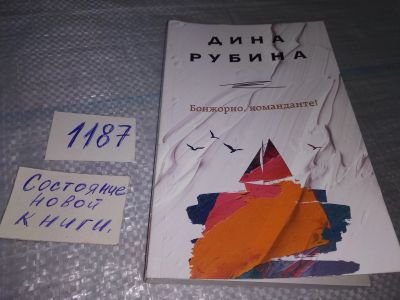 ДИНА
РУБИНА
Бонжорно, команданте!
1187
Состояние
новой
книги.